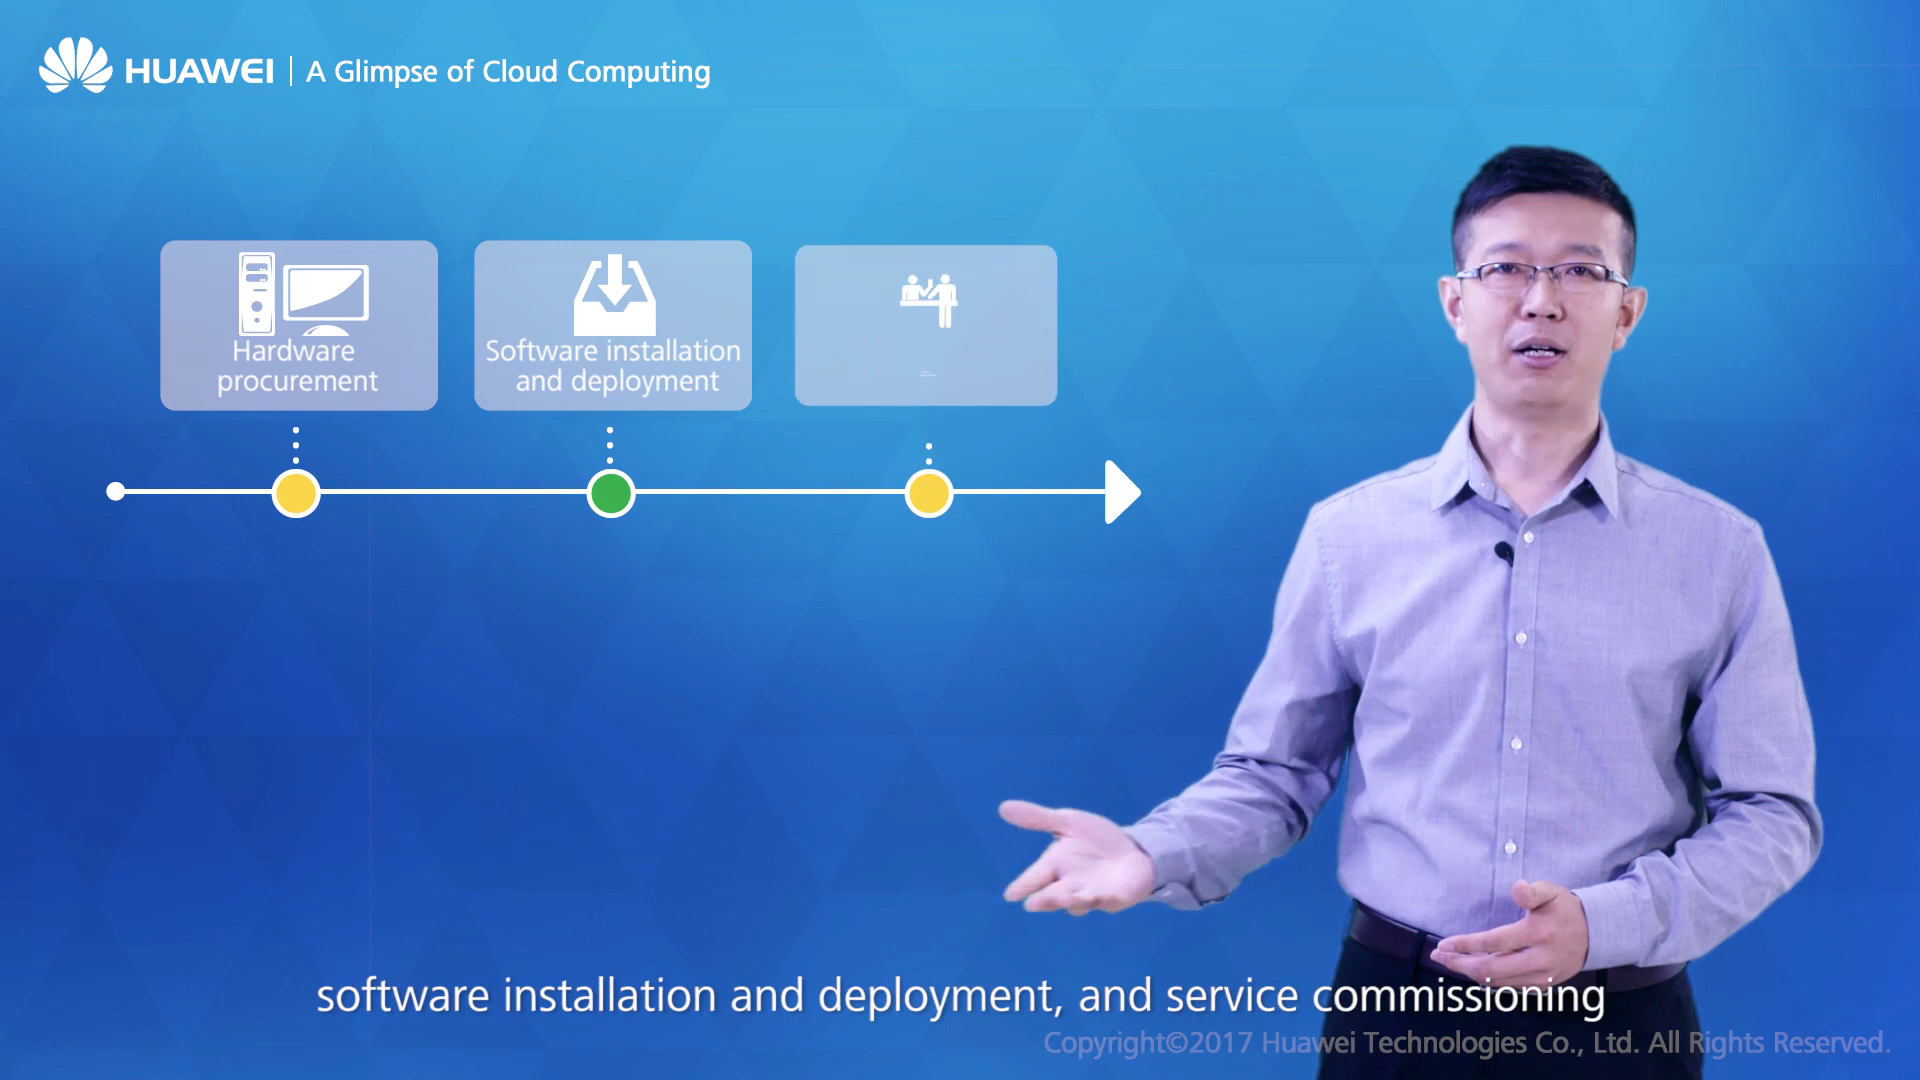 HUAWEI | A Glimpse of Cloud Computing
Hardware
procurement
Software installation
and deployment
software installation and deployment, and service commissioning
Copyright©2017 Huawei Technologies Co., Ltd. All Rights Reserved.